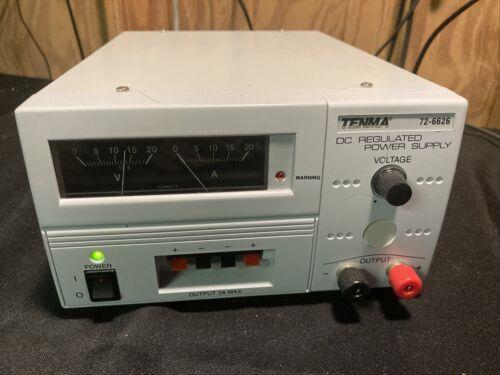 TENMA 72-6626
DC REGULATED
POWER SUPPLY
VOLTAGE
0 5 10 15 20
0 5 10 15 20
V
A
WARNING
POWER
I
O
+ - - +
OUTPUT 3A MAX.
OUTPUT
- +